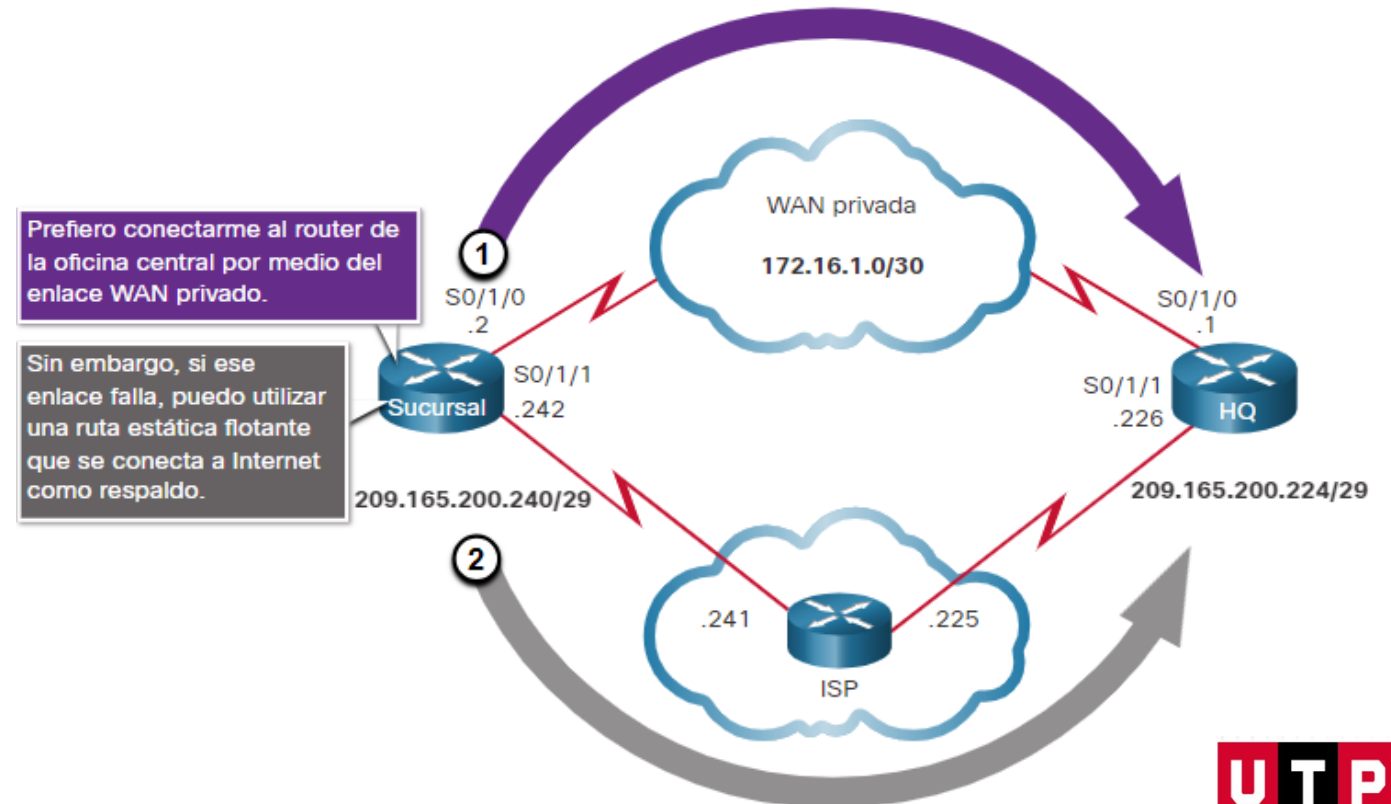 WAN privada
172.16.1.0/30
Prefiero conectarme al router de
la oficina central por medio del
enlace WAN privado.
1
S0/1/0
.2
S0/1/0
.1
Sin embargo, si ese
enlace falla, puedo utilizar
una ruta estática flotante
que se conecta a Internet
como respaldo.
Sucursal
S0/1/1
.242
S0/1/1
.226
HQ
209.165.200.240/29
209.165.200.224/29
2
.241
.225
ISP
UTP